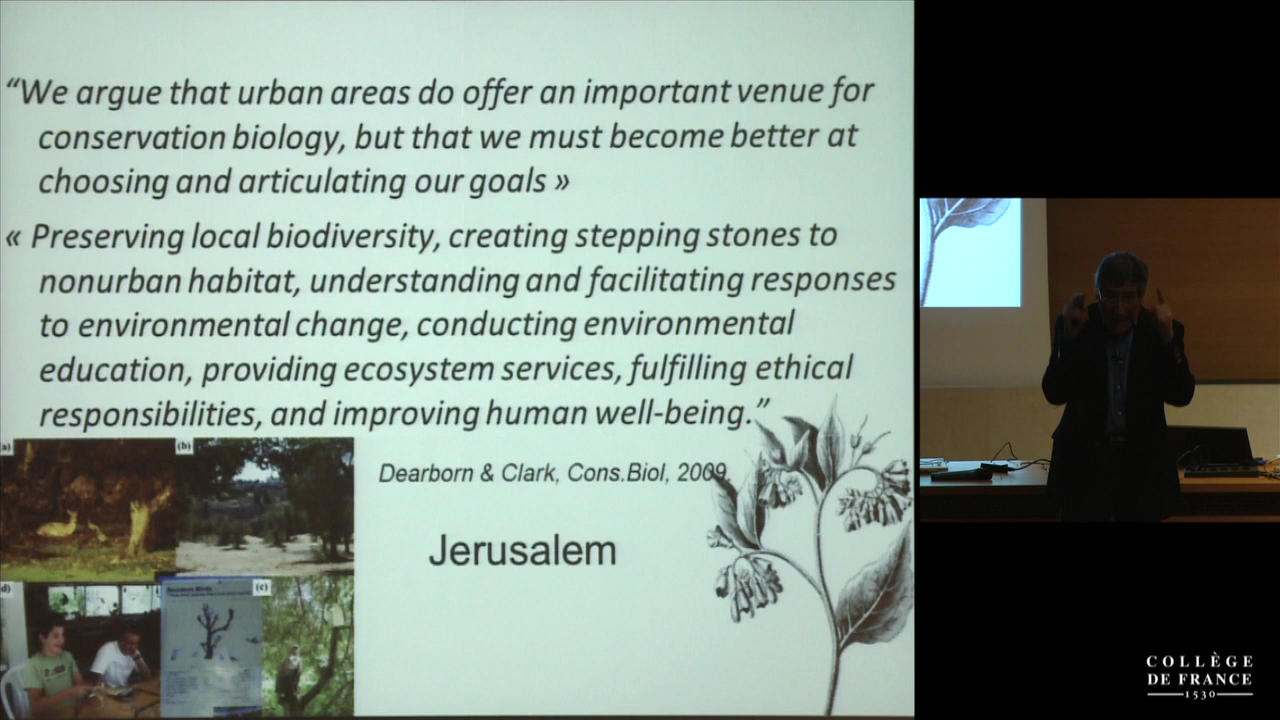 “We argue that urban areas do offer an important venue for
conservation biology, but that we must become better at
choosing and articulating our goals »
« Preserving local biodiversity, creating stepping stones to
nonurban habitat, understanding and facilitating responses
to environmental change, conducting environmental
education, providing ecosystem services, fulfilling ethical
responsibilities, and improving human well-being.”
a)
(b)
Dearborn & Clark, Cons.Biol, 2009,
Jerusalem
d)
(c)
COLLÈGE
DE FRANCE
1530